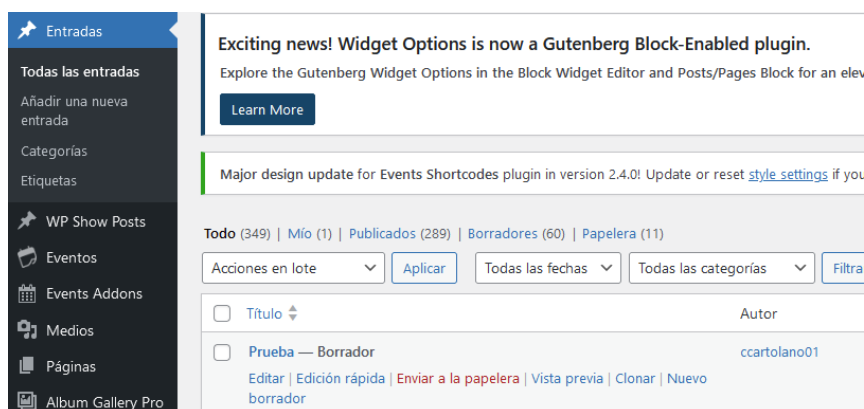 Entradas
Todas las entradas
Añadir una nueva
entrada
Categorías
Etiquetas
WP Show Posts
Eventos
Events Addons
Medios
Páginas
Album Gallery Pro
Exciting news! Widget Options is now a Gutenberg Block-Enabled plugin.
Explore the Gutenberg Widget Options in the Block Widget Editor and Posts/Pages Block for an elev
Learn More
Major design update for Events Shortcodes plugin in version 2.4.0! Update or reset style settings if you
Todo (349) | Mío (1) | Publicados (289) | Borradores (60) | Papelera (11)
Acciones en lote Aplicar Todas las fechas Todas las categorías Filtra
Título Autor
Prueba — Borrador ccartolano01
Editar | Edición rápida | Enviar a la papelera | Vista previa | Clonar | Nuevo
borrador